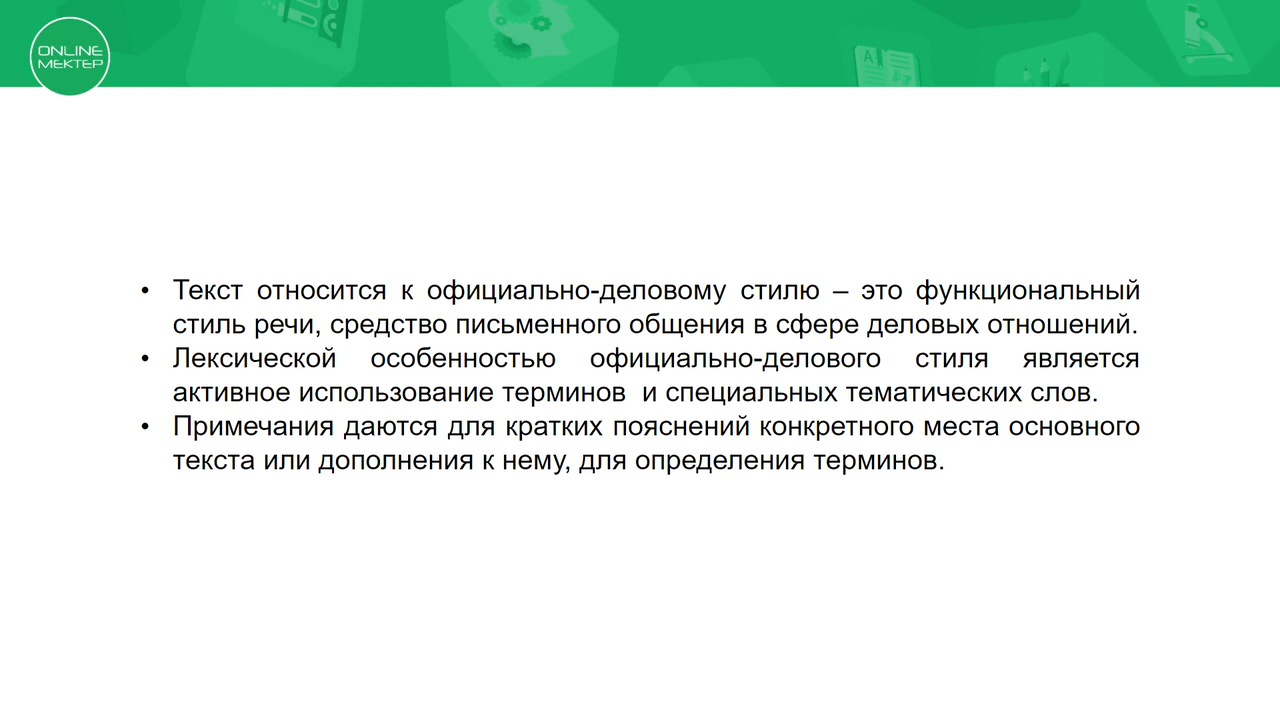 ONLINE
МЕКТЕР
• Текст относится к официально-деловому стилю – это функциональный
стиль речи, средство письменного общения в сфере деловых отношений.
• Лексической особенностью официально-делового стиля является
активное использование терминов  и специальных тематических слов.
• Примечания даются для кратких пояснений конкретного места основного
текста или дополнения к нему, для определения терминов.